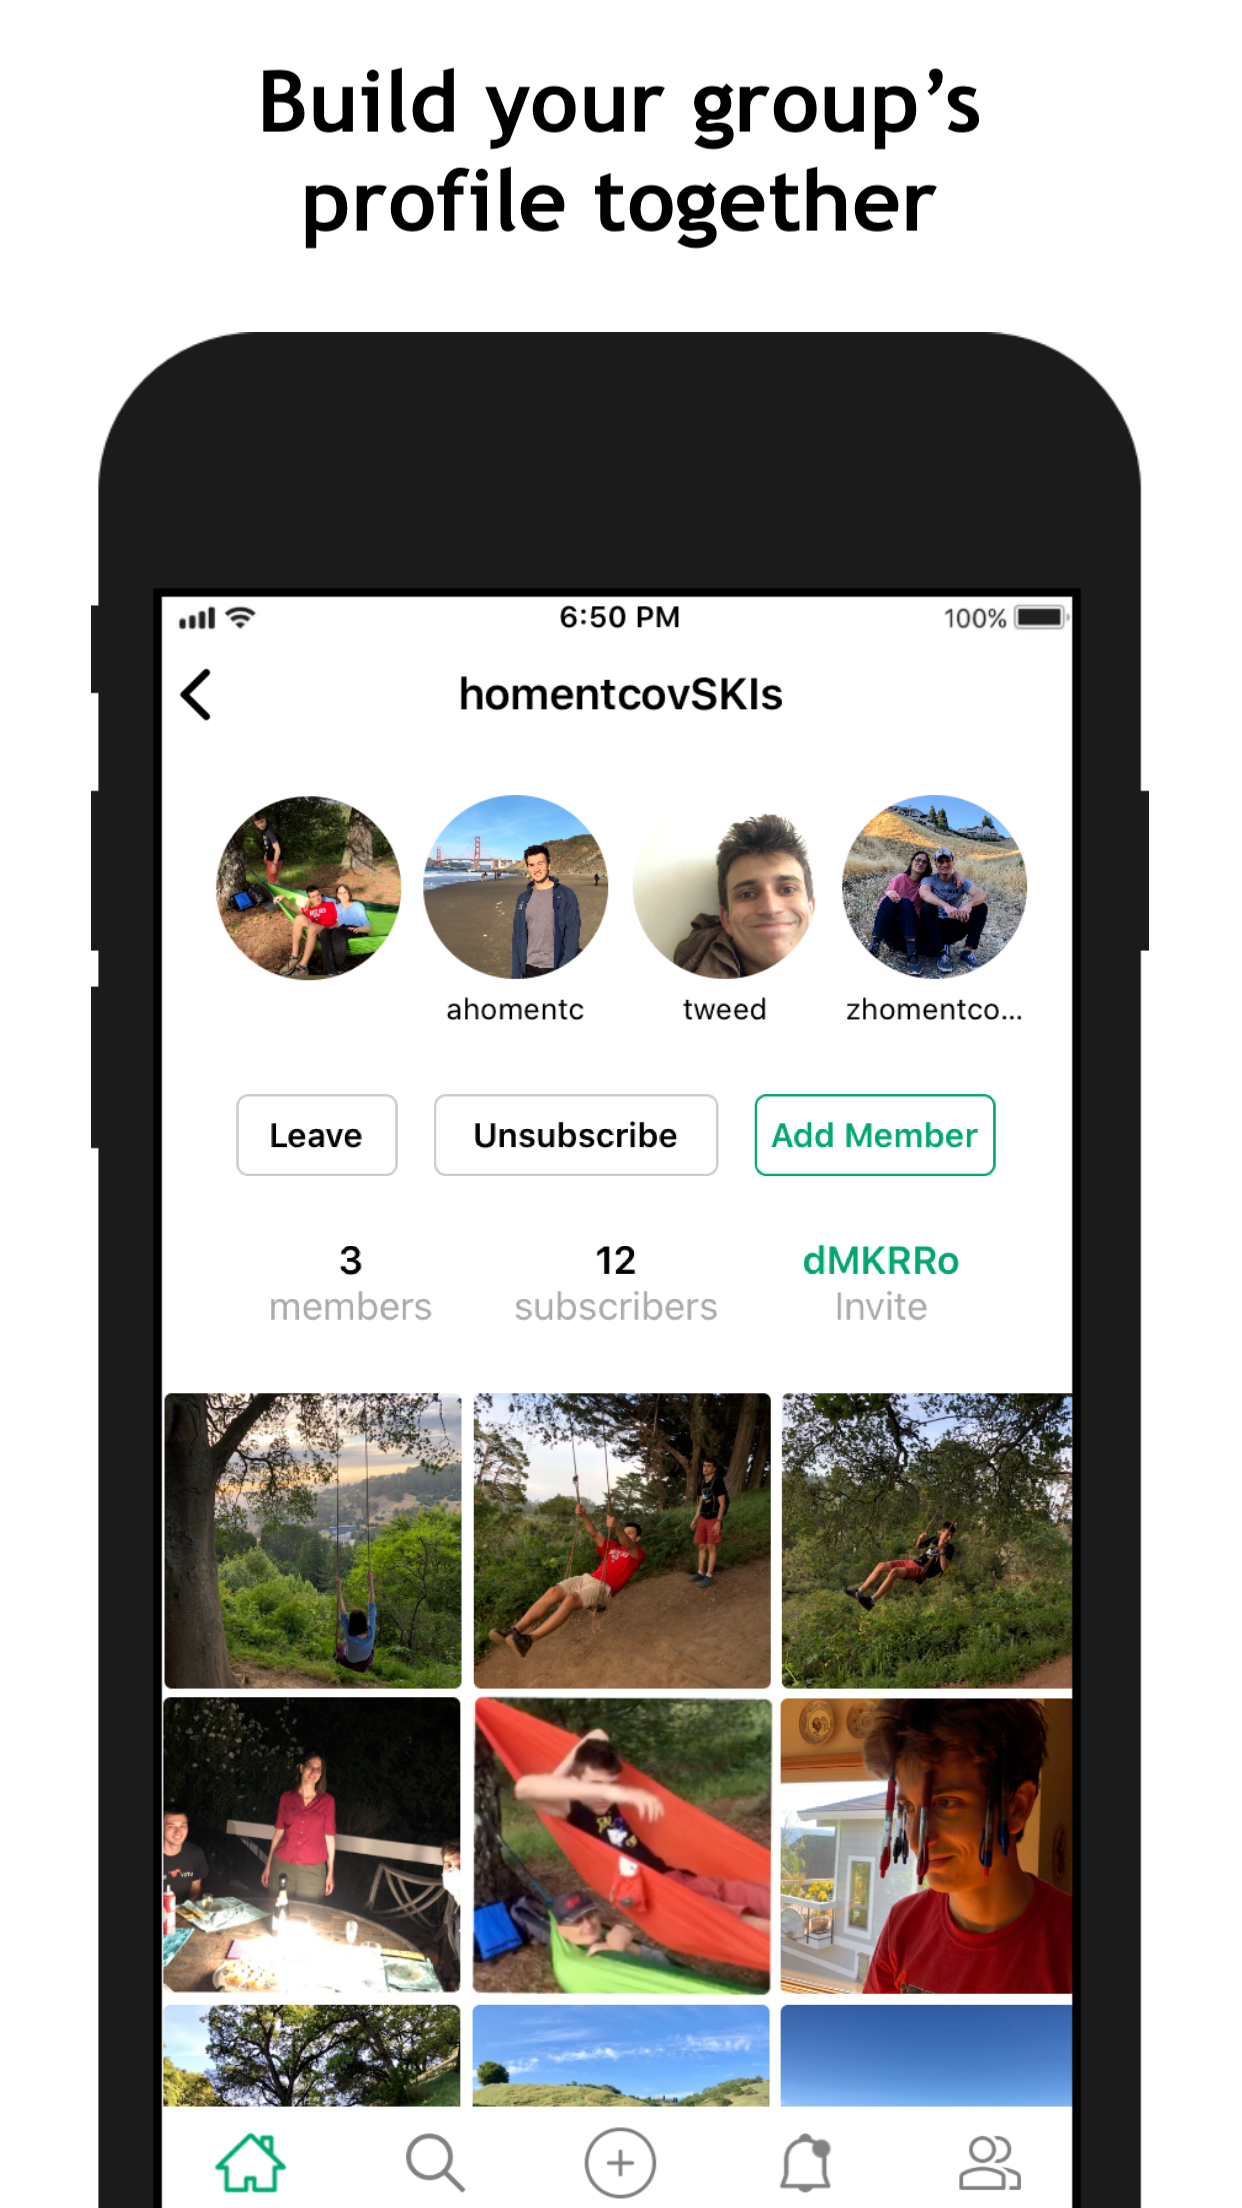 Build your group’s
profile together
6:50 PM
100%
homentcovSKIs
ahomentc
tweed
zhomentco...
Leave
Unsubscribe
Add Member
3
12
dMKRRo
members
subscribers
Invite